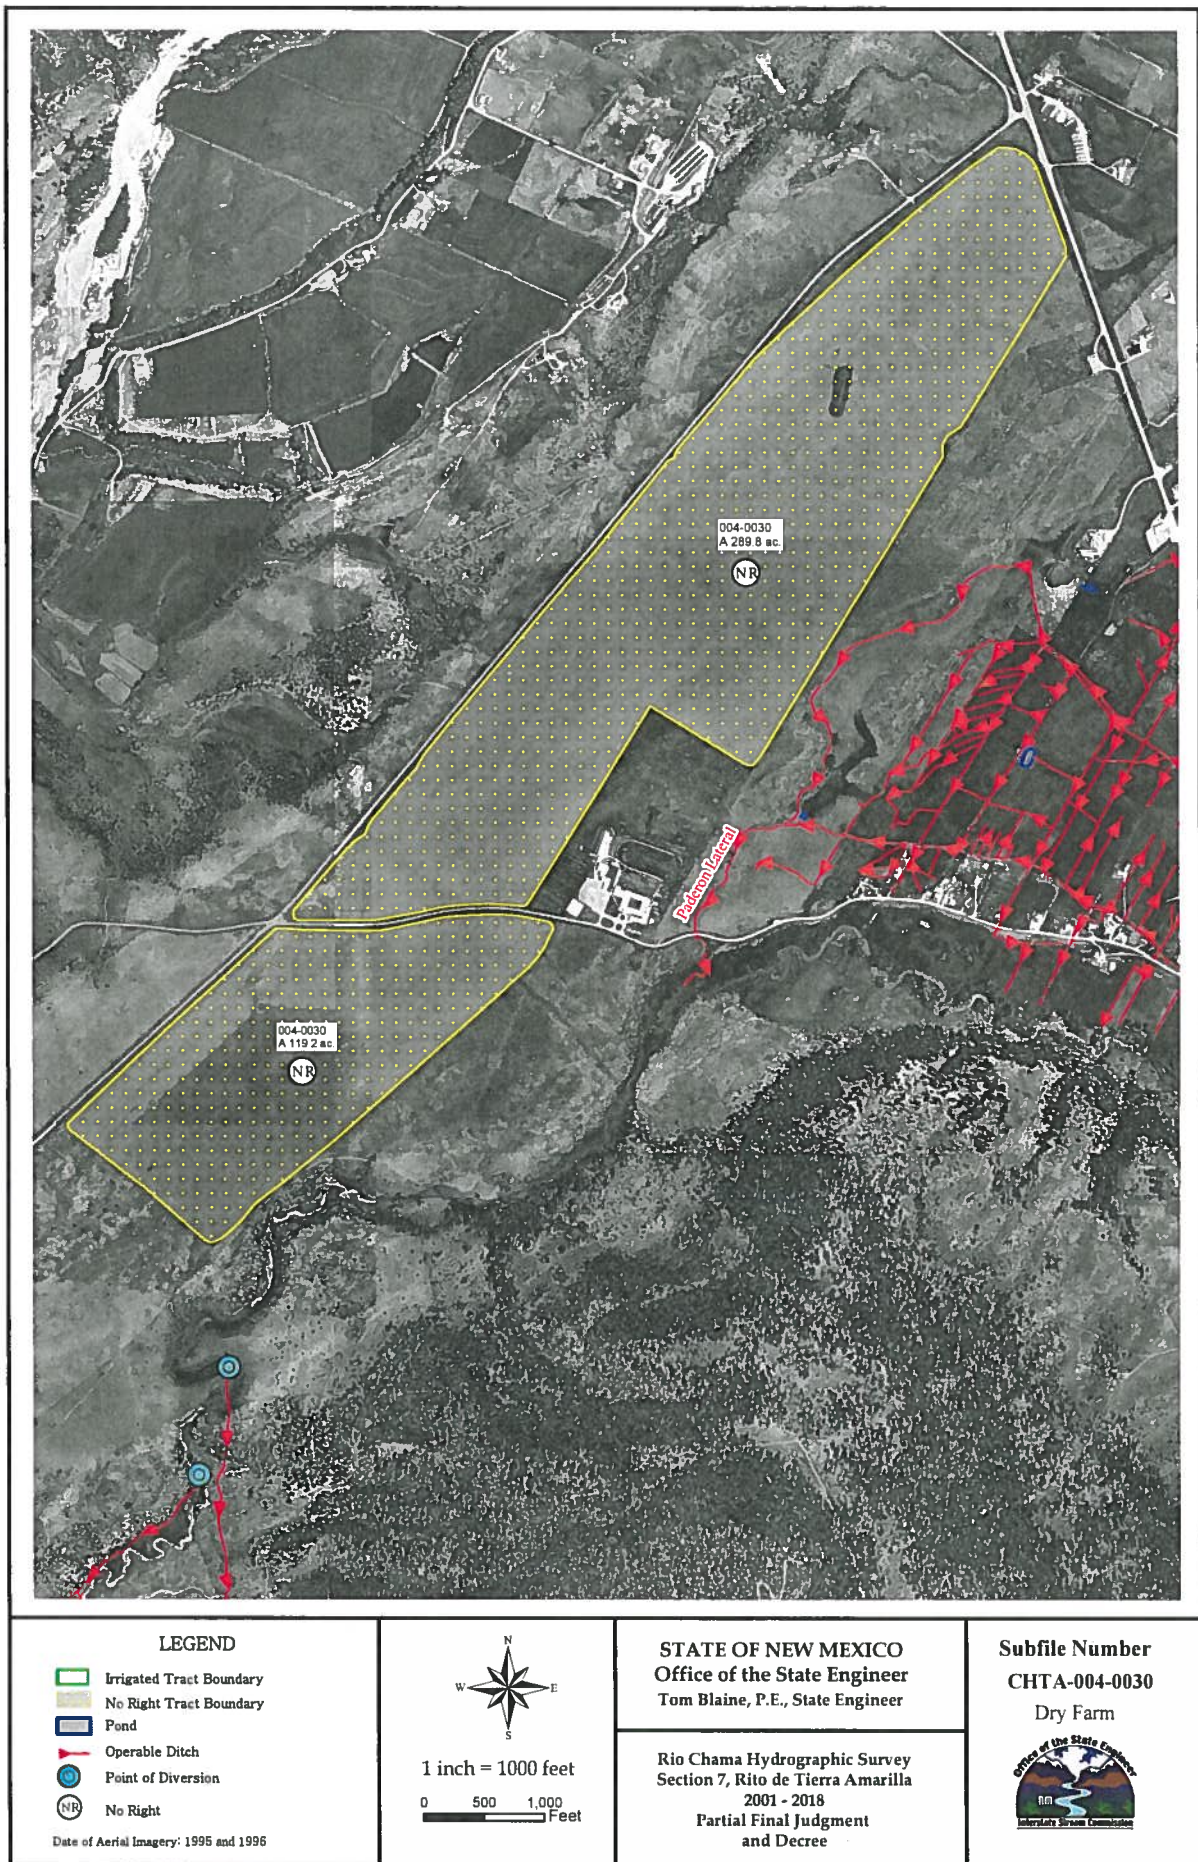 004-0030
A 289.8 ac.
NR
Paderon Lateral
004-0030
A 119.2 ac.
NR
LEGEND
Irrigated Tract Boundary
No Right Tract Boundary
Pond
Operable Ditch
Point of Diversion
NR No Right
Date of Aerial Imagery: 1995 and 1996
N
W E
S
1 inch = 1000 feet
0 500 1,000
Feet
STATE OF NEW MEXICO
Office of the State Engineer
Tom Blaine, P.E., State Engineer
Rio Chama Hydrographic Survey
Section 7, Rito de Tierra Amarilla
2001 - 2018
Partial Final Judgment
and Decree
Subfile Number
CHTA-004-0030
Dry Farm
Office of the State Engineer
nm
Interstate Stream Commission